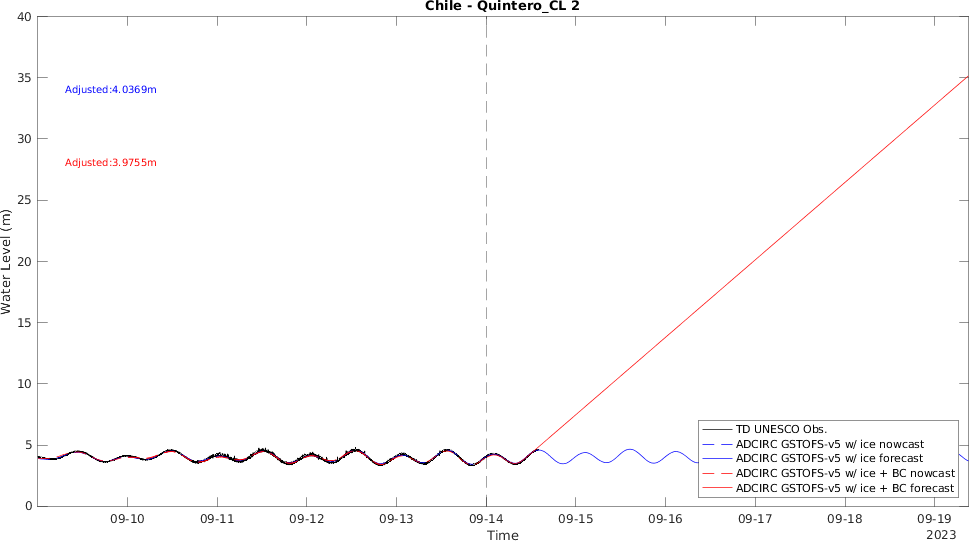 Chile - Quintero_CL 2
40
35
30
25
20
15
10
5
0
Water Level (m)
Adjusted:4.0369m
Adjusted:3.9755m
TD UNESCO Obs.
ADCIRC GSTOFS-v5 w/ ice nowcast
ADCIRC GSTOFS-v5 w/ ice forecast
ADCIRC GSTOFS-v5 w/ ice + BC nowcast
ADCIRC GSTOFS-v5 w/ ice + BC forecast
09-10 09-11 09-12 09-13 09-14 09-15 09-16 09-17 09-18 09-19
Time
2023